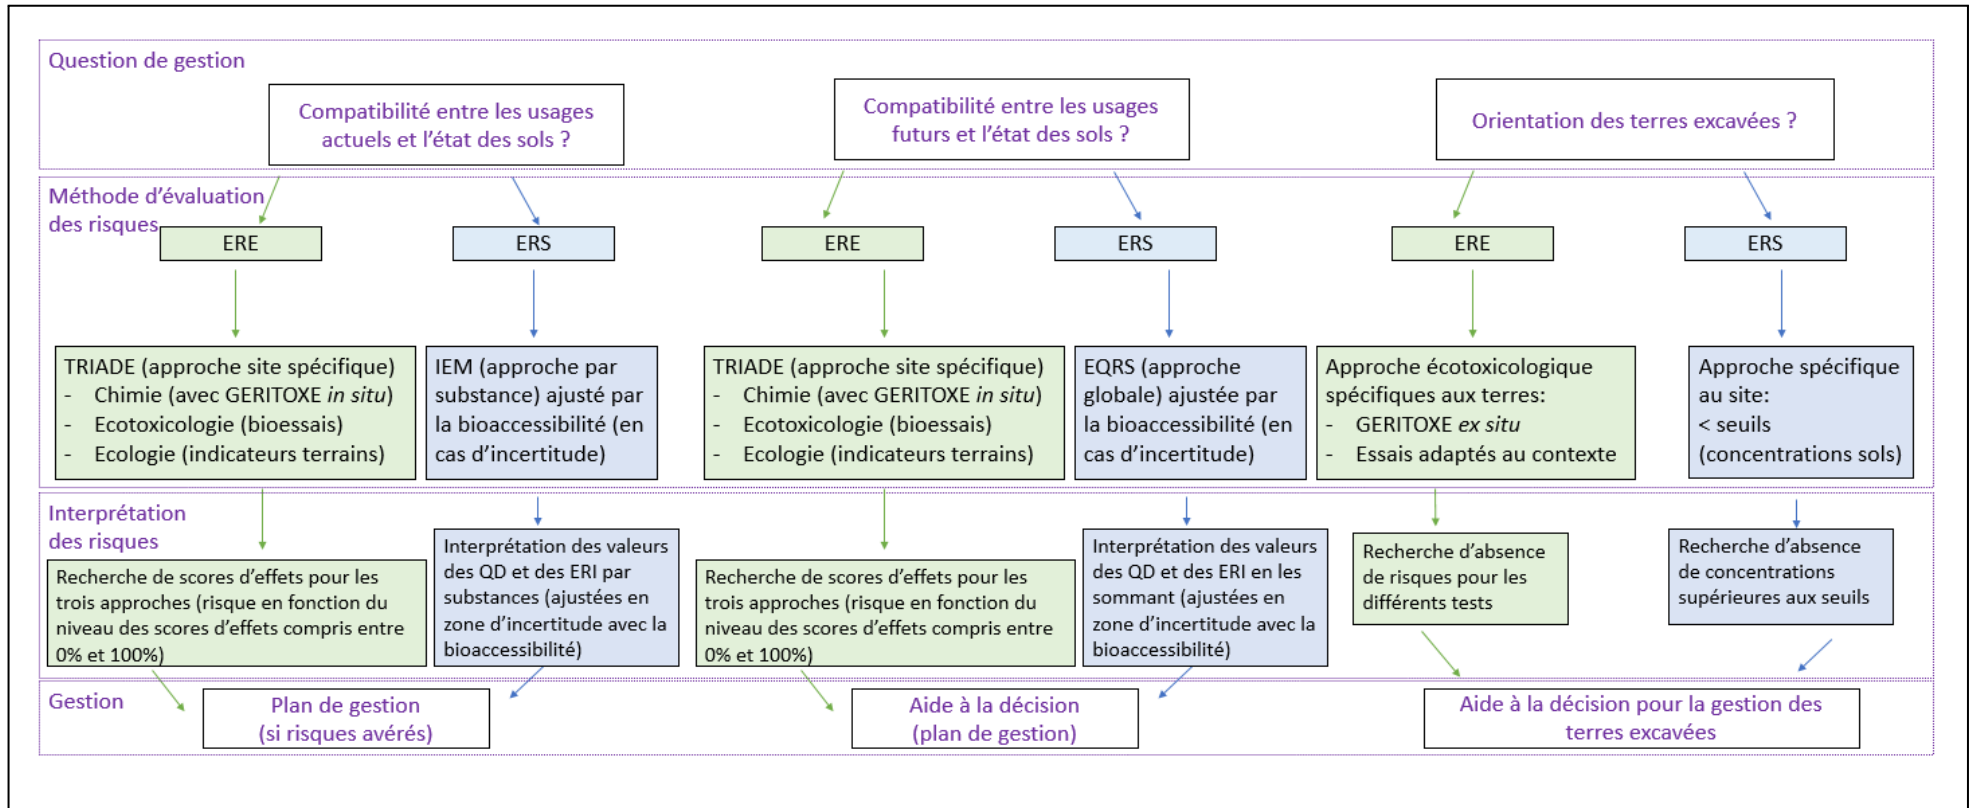 Question de gestion
Compatibilité entre les usages
actuels et l'état des sols ?
Compatibilité entre les usages
futurs et l'état des sols ?
Orientation des terres excavées ?
Méthode d'évaluation
des risques
ERE
ERS
ERE
ERS
ERE
ERS
TRIADE (approche site spécifique)
- Chimie (avec GERITOXE in situ)
- Ecotoxicologie (bioessais)
- Ecologie (indicateurs terrains)
IEM (approche par
substance) ajusté par
la bioaccessibilité (en
cas d'incertitude)
TRIADE (approche site spécifique)
- Chimie (avec GERITOXE in situ)
- Ecotoxicologie (bioessais)
- Ecologie (indicateurs terrains)
EQRS (approche
globale) ajustée par
la bioaccessibilité (en
cas d'incertitude)
Approche écotoxicologique
spécifiques aux terres:
- GERITOXE ex situ
- Essais adaptés au contexte
Approche spécifique
au site:
< seuils
(concentrations sols)
Interprétation
des risques
Recherche de scores d'effets pour les
trois approches (risque en fonction du
niveau des scores d'effets compris entre
0% et 100%)
Interprétation des valeurs
des QD et des ERI par
substances (ajustées en
zone d'incertitude avec la
bioaccessibilité)
Recherche de scores d'effets pour les
trois approches (risque en fonction du
niveau des scores d'effets compris entre
0% et 100%)
Interprétation des valeurs
des QD et des ERI en les
sommant (ajustées en
zone d'incertitude avec la
bioaccessibilité)
Recherche d'absence
de risques pour les
différents tests
Recherche d'absence
de concentrations
supérieures aux seuils
Gestion
Plan de gestion
(si risques avérés)
Aide à la décision
(plan de gestion)
Aide à la décision pour la gestion des
terres excavées